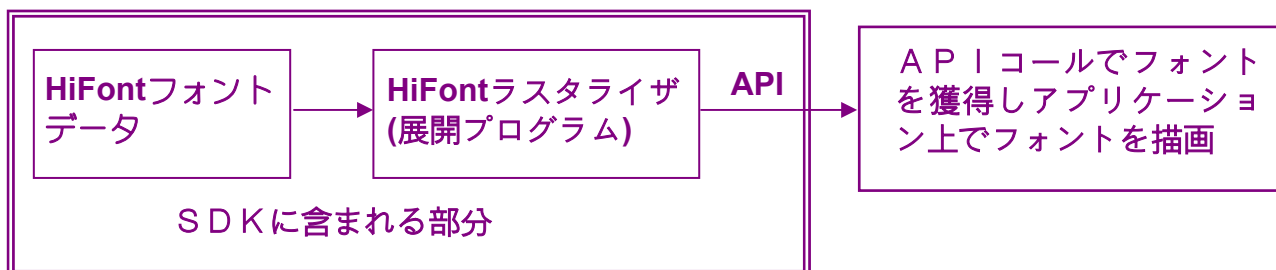 HiFontフォント
データ
HiFontラスタライザ
(展開プログラム)
API
ＡＰＩコールでフォント
を獲得しアプリケーショ
ン上でフォントを描画
ＳＤＫに含まれる部分